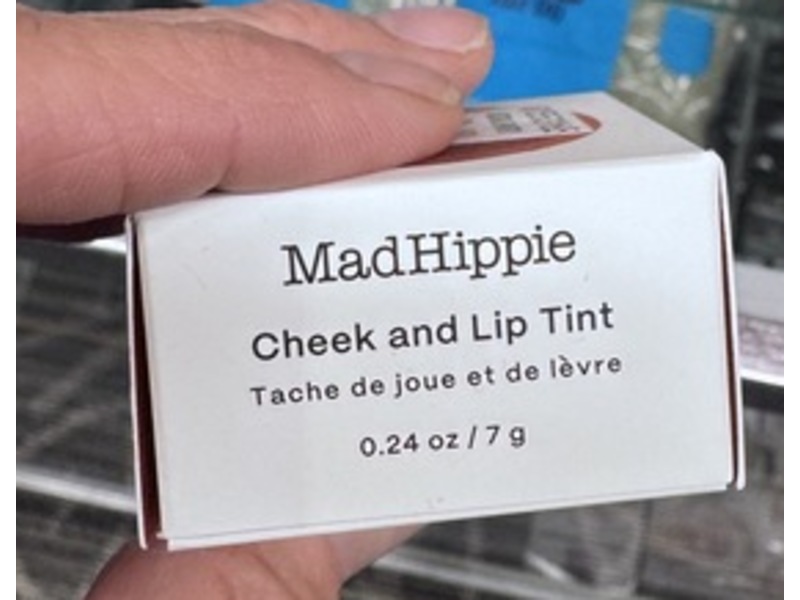 MadHippie
Cheek and Lip Tint
Tache de joue et de lèvre
0.24 oz / 7 g